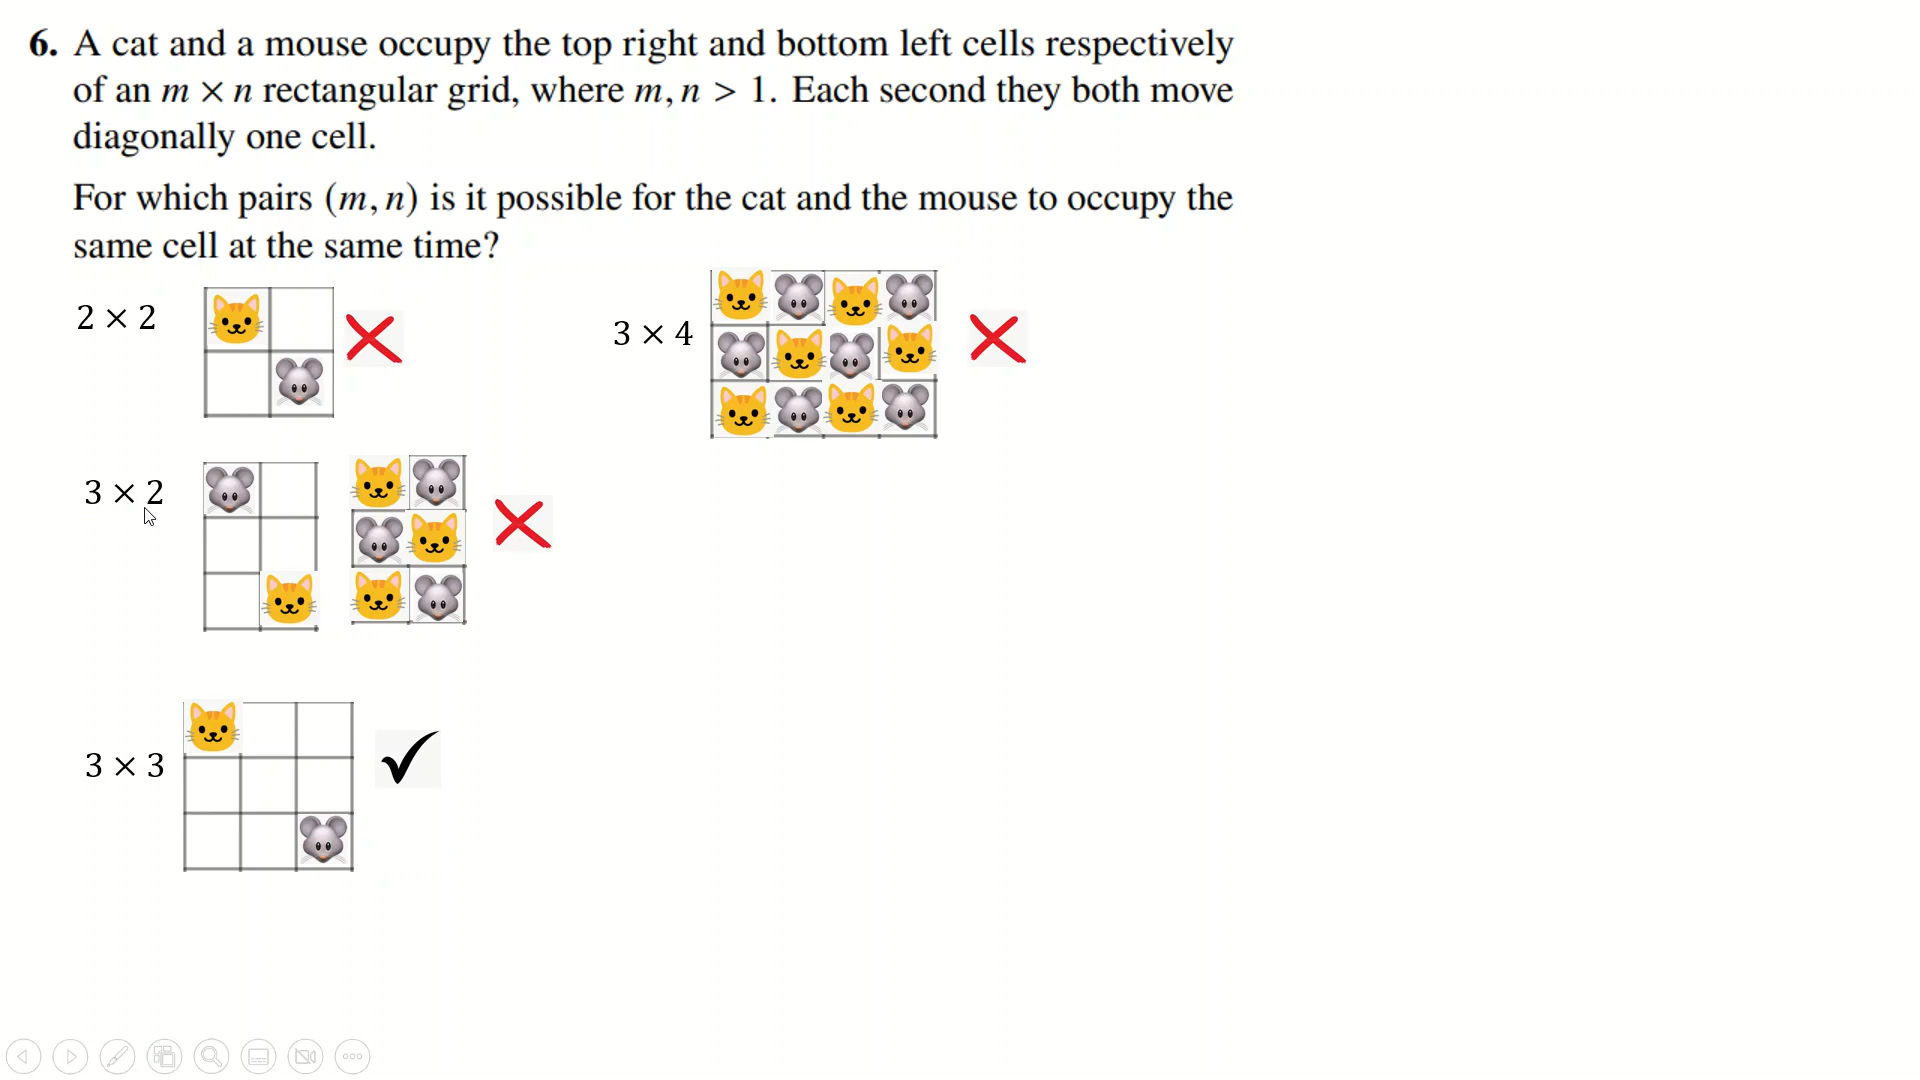 6. A cat and a mouse occupy the top right and bottom left cells respectively
of an m × n rectangular grid, where m, n > 1. Each second they both move
diagonally one cell.
For which pairs (m, n) is it possible for the cat and the mouse to occupy the
same cell at the same time?
2 × 2
3 × 4
3 × 2
3 × 3